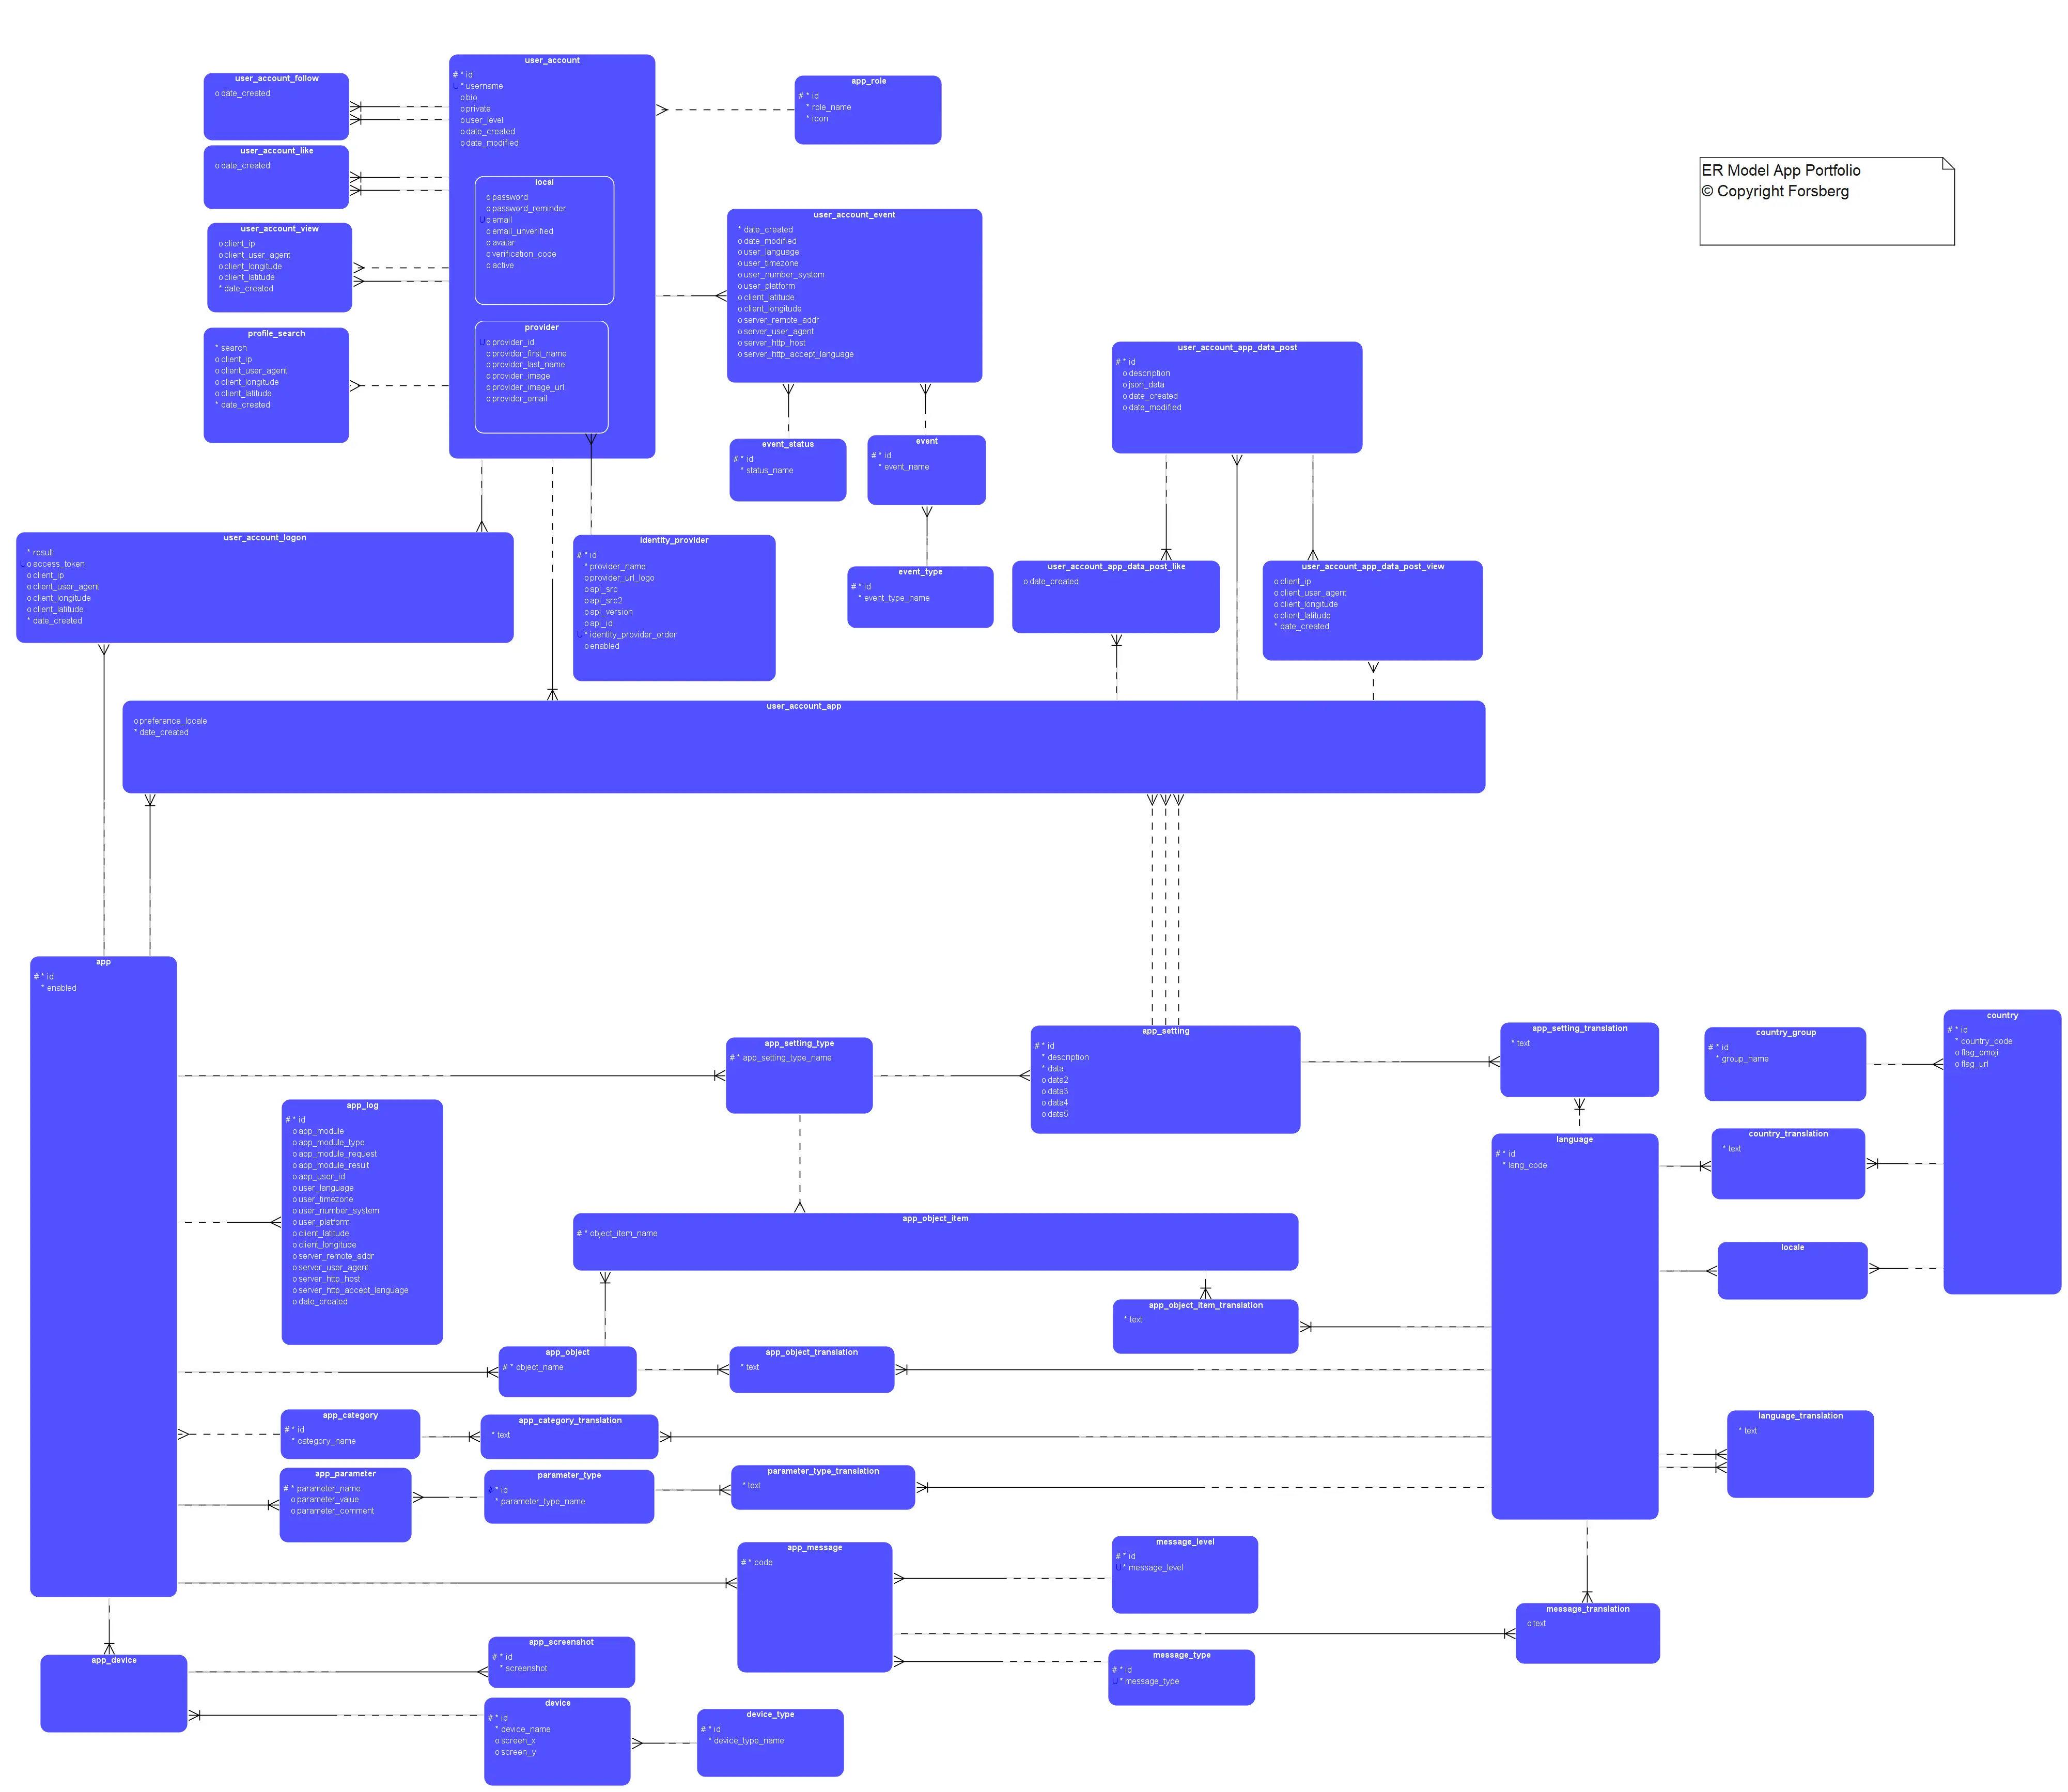 user_account
# * id
U * username
o bio
o private
o user_level
o date_created
o date_modified
local
o password
o password_reminder
U o email
o email_unverified
o avatar
o verification_code
o active
provider
U o provider_id
o provider_first_name
o provider_last_name
o provider_image
o provider_image_url
o provider_email
user_account_follow
o date_created
user_account_like
o date_created
user_account_view
o client_ip
o client_user_agent
o client_longitude
o client_latitude
* date_created
profile_search
* search
o client_ip
o client_user_agent
o client_longitude
o client_latitude
* date_created
app_role
# * id
* role_name
* icon
ER Model App Portfolio
© Copyright Forsberg
user_account_event
* date_created
o date_modified
o user_language
o user_timezone
o user_number_system
o user_platform
o client_latitude
o client_longitude
o server_remote_addr
o server_user_agent
o server_http_host
o server_http_accept_language
event_status
# * id
* status_name
event
# * id
* event_name
event_type
# * id
* event_type_name
user_account_app_data_post
# * id
o description
o json_data
o date_created
o date_modified
user_account_logon
* result
U o access_token
o client_ip
o client_user_agent
o client_longitude
o client_latitude
* date_created
identity_provider
# * id
* provider_name
o provider_url_logo
o api_src
o api_src2
o api_version
o api_id
U * identity_provider_order
o enabled
user_account_app_data_post_like
o date_created
user_account_app_data_post_view
o client_ip
o client_user_agent
o client_longitude
o client_latitude
* date_created
user_account_app
o preference_locale
* date_created
app
# * id
* enabled
app_setting_type
# * app_setting_type_name
app_setting
# * id
* description
* data
o data2
o data3
o data4
o data5
app_setting_translation
* text
country_group
# * id
* group_name
country
# * id
* country_code
o flag_emoji
o flag_url
app_log
# * id
o app_module
o app_module_type
o app_module_request
o app_module_result
o app_user_id
o user_language
o user_timezone
o user_number_system
o user_platform
o client_latitude
o client_longitude
o server_remote_addr
o server_user_agent
o server_http_host
o server_http_accept_language
o date_created
language
# * id
* lang_code
country_translation
* text
locale
app_object_item
# * object_item_name
app_object_item_translation
* text
app_object
# * object_name
app_object_translation
* text
app_category
# * id
* category_name
app_category_translation
* text
language_translation
* text
app_parameter
# * parameter_name
o parameter_value
o parameter_comment
parameter_type
# * id
* parameter_type_name
parameter_type_translation
* text
app_message
# * code
message_level
# * id
U * message_level
message_translation
o text
message_type
# * id
U * message_type
app_device
app_screenshot
# * id
* screenshot
device
# * id
* device_name
o screen_x
o screen_y
device_type
# * id
* device_type_name